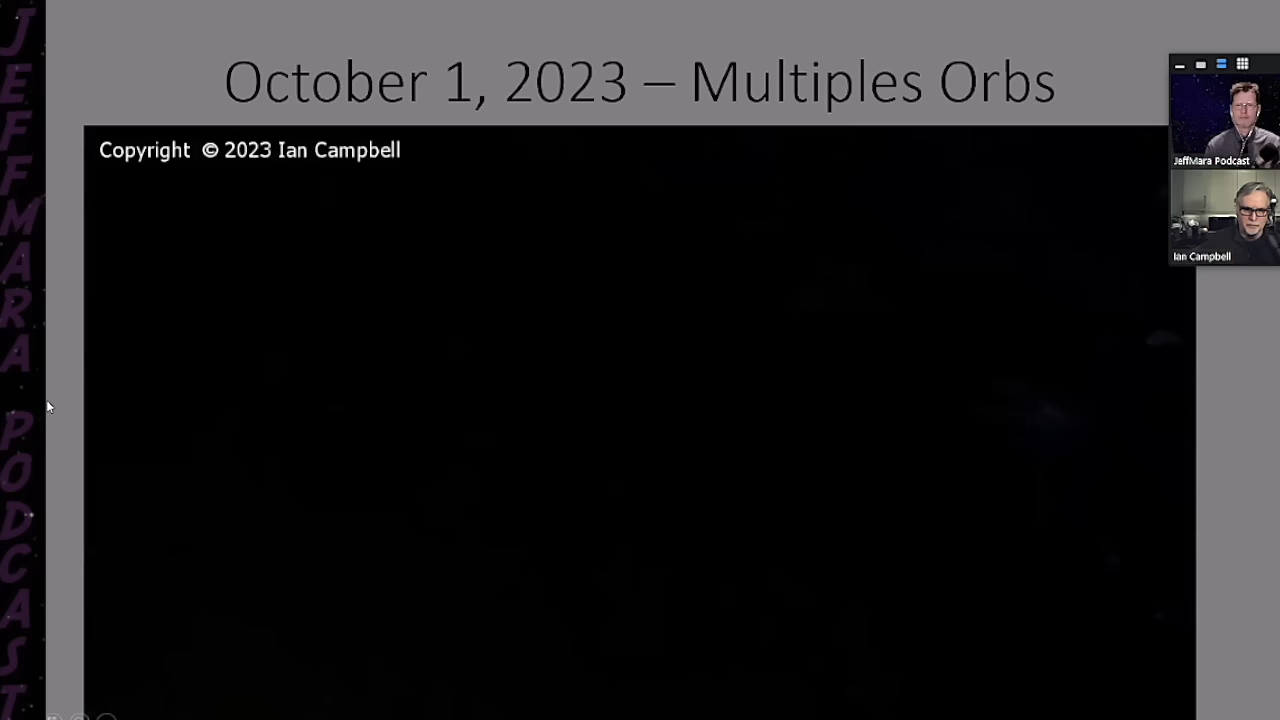 JEFFMARA PODCAST
October 1, 2023 – Multiples Orbs
Copyright © 2023 Ian Campbell
JeffMara Podcast
Ian Campbell